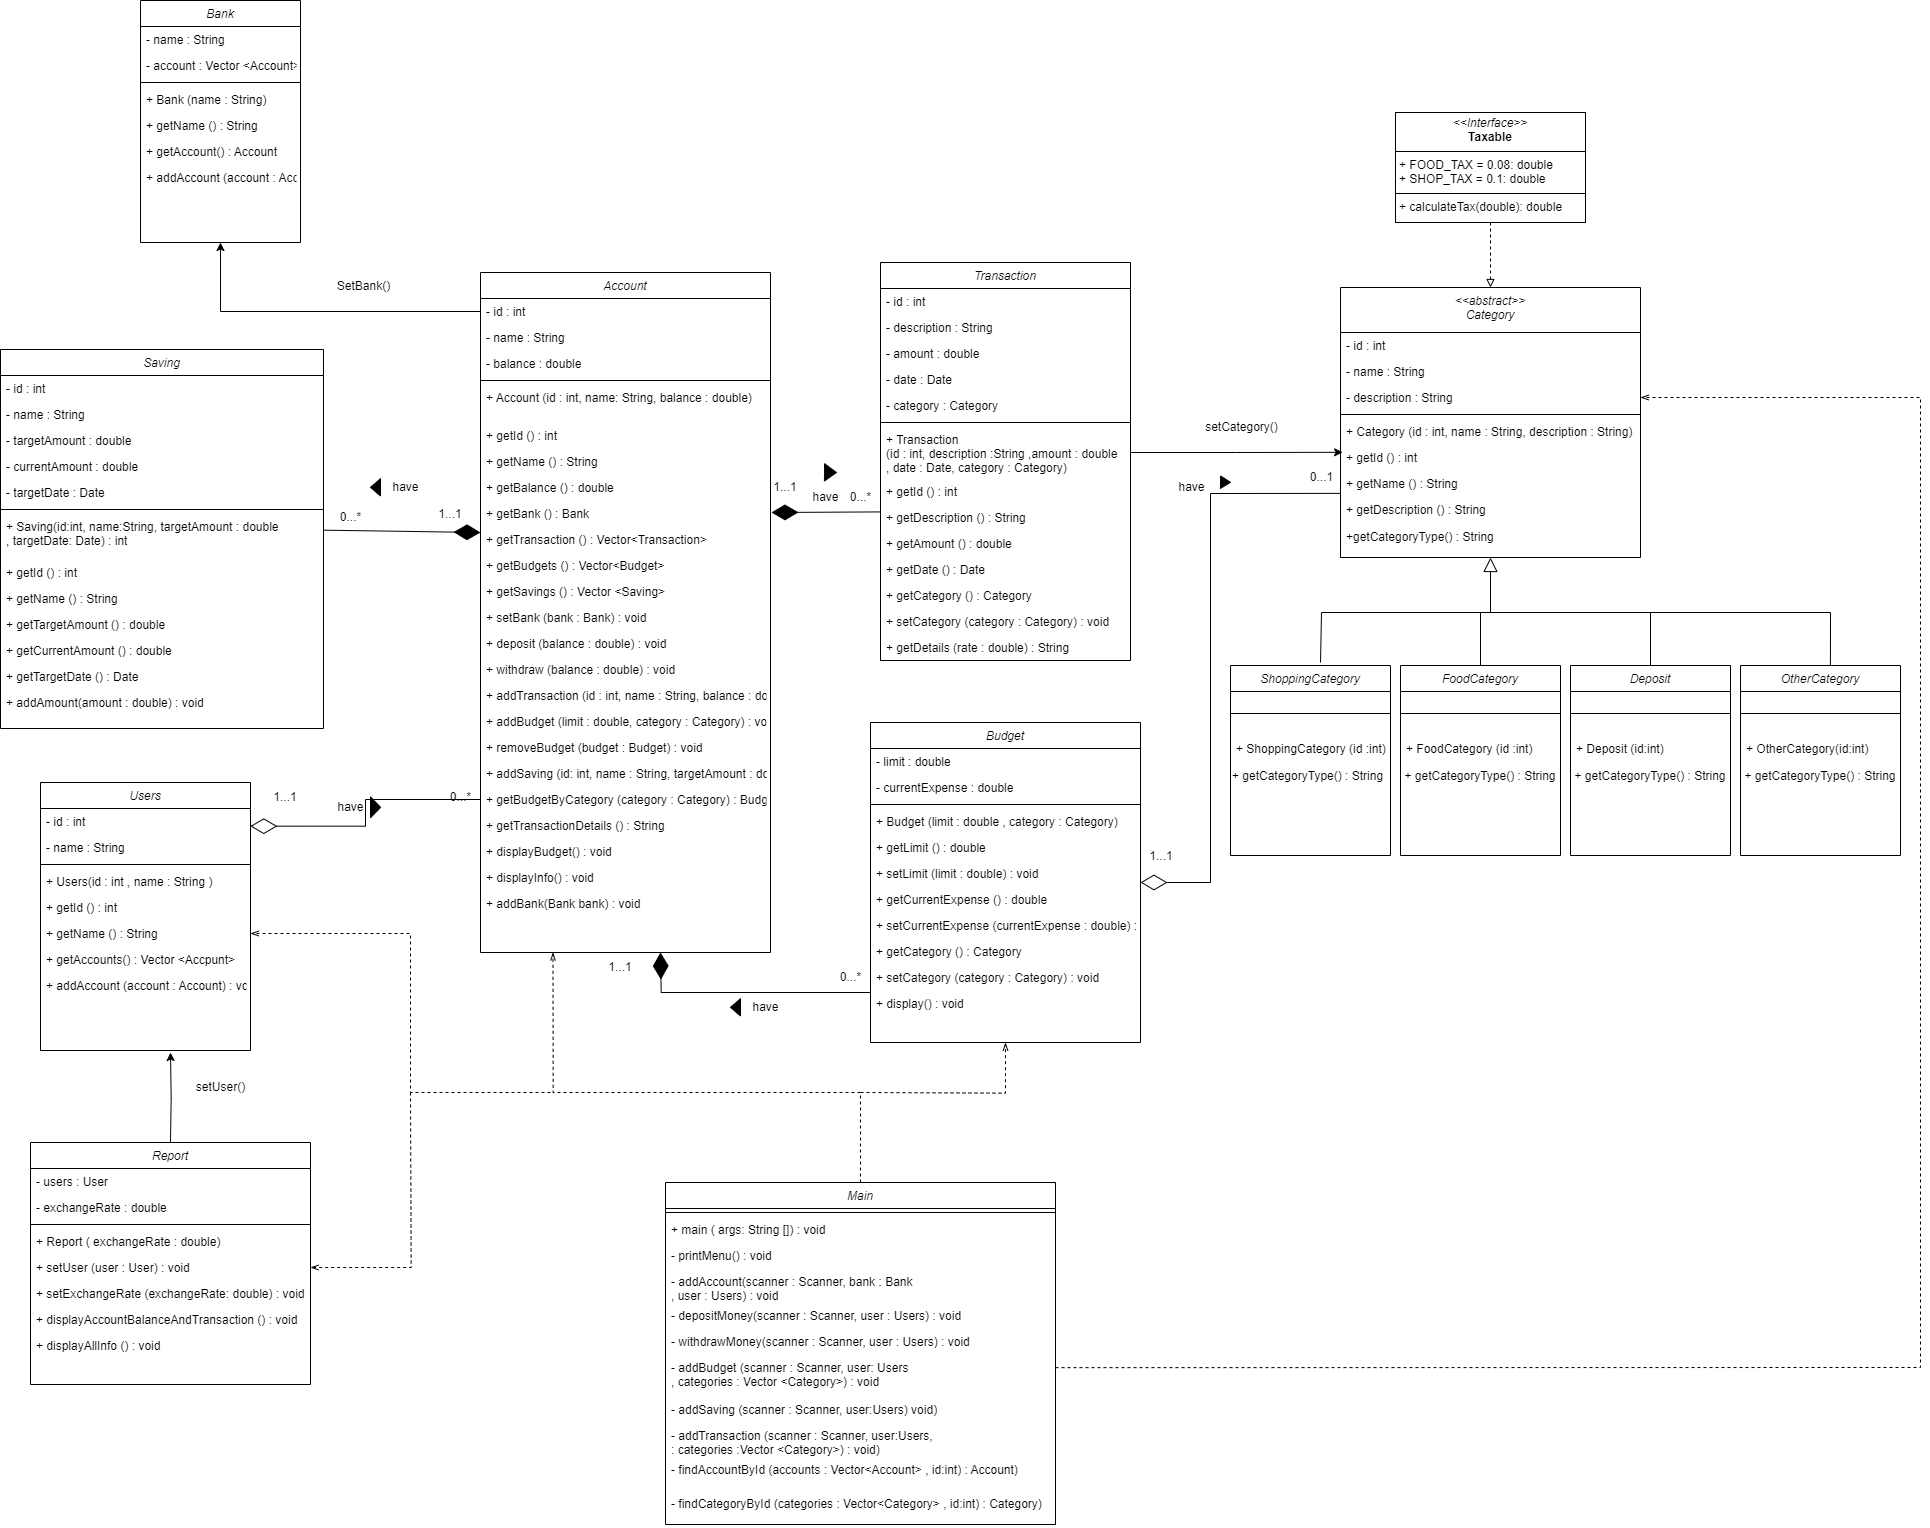 Bank
- name : String
- account : Vector <Account>
+ Bank (name : String)
+ getName () : String
+ getAccount() : Account
+ addAccount (account : Acc
SetBank()
<<Interface>>
Taxable
+ FOOD_TAX = 0.08: double
+ SHOP_TAX = 0.1: double
+ calculateTax(double): double
Saving
- id : int
- name : String
- targetAmount : double
- currentAmount : double
- targetDate : Date
+ Saving(id:int, name:String, targetAmount : double
, targetDate: Date) : int
+ getId () : int
+ getName () : String
+ getTargetAmount () : double
+ getCurrentAmount () : double
+ getTargetDate () : Date
+ addAmount(amount : double) : void
have
0...*
1...1
Account
- id : int
- name : String
- balance : double
+ Account (id : int, name: String, balance : double)
+ getId () : int
+ getName () : String
+ getBalance () : double
+ getBank () : Bank
+ getTransaction () : Vector<Transaction>
+ getBudgets () : Vector<Budget>
+ getSavings () : Vector <Saving>
+ setBank (bank : Bank) : void
+ deposit (balance : double) : void
+ withdraw (balance : double) : void
+ addTransaction (id : int, name : String, balance : do
+ addBudget (limit : double, category : Category) : vo
+ removeBudget (budget : Budget) : void
+ addSaving (id: int, name : String, targetAmount : do
+ getBudgetByCategory (category : Category) : Budg
+ getTransactionDetails () : String
+ displayBudget() : void
+ displayInfo() : void
+ addBank(Bank bank) : void
1...1
have
0...*
Transaction
- id : int
- description : String
- amount : double
- date : Date
- category : Category
+ Transaction
(id : int, description :String ,amount : double
, date : Date, category : Category)
+ getId () : int
+ getDescription () : String
+ getAmount () : double
+ getDate () : Date
+ getCategory () : Category
+ setCategory (category : Category) : void
+ getDetails (rate : double) : String
setCategory()
have
0...1
<<abstract>>
Category
- id : int
- name : String
- description : String
+ Category (id : int, name : String, description : String)
+ getId () : int
+ getName () : String
+ getDescription () : String
+getCategoryType() : String
ShoppingCategory
+ ShoppingCategory (id :int)
+ getCategoryType() : String
FoodCategory
+ FoodCategory (id :int)
+ getCategoryType() : String
Deposit
+ Deposit (id:int)
+ getCategoryType() : String
OtherCategory
+ OtherCategory(id:int)
+ getCategoryType() : String
Users
- id : int
- name : String
+ Users(id : int , name : String )
+ getId () : int
+ getName () : String
+ getAccounts() : Vector <Accpunt>
+ addAccount (account : Account) : vo
1...1
have
0...*
Budget
- limit : double
- currentExpense : double
+ Budget (limit : double , category : Category)
+ getLimit () : double
+ setLimit (limit : double) : void
+ getCurrentExpense () : double
+ setCurrentExpense (currentExpense : double) :
+ getCategory () : Category
+ setCategory (category : Category) : void
+ display() : void
1...1
1...1
0...*
have
setUser()
Report
- users : User
- exchangeRate : double
+ Report ( exchangeRate : double)
+ setUser (user : User) : void
+ setExchangeRate (exchangeRate: double) : void
+ displayAccountBalanceAndTransaction () : void
+ displayAllInfo () : void
Main
+ main ( args: String []) : void
- printMenu() : void
- addAccount(scanner : Scanner, bank : Bank
, user : Users) : void
- depositMoney(scanner : Scanner, user : Users) : void
- withdrawMoney(scanner : Scanner, user : Users) : void
- addBudget (scanner : Scanner, user: Users
, categories : Vector <Category>) : void
- addSaving (scanner : Scanner, user:Users) void)
- addTransaction (scanner : Scanner, user:Users,
: categories :Vector <Category>) : void)
- findAccountById (accounts : Vector<Account> , id:int) : Account)
- findCategoryById (categories : Vector<Category> , id:int) : Category)